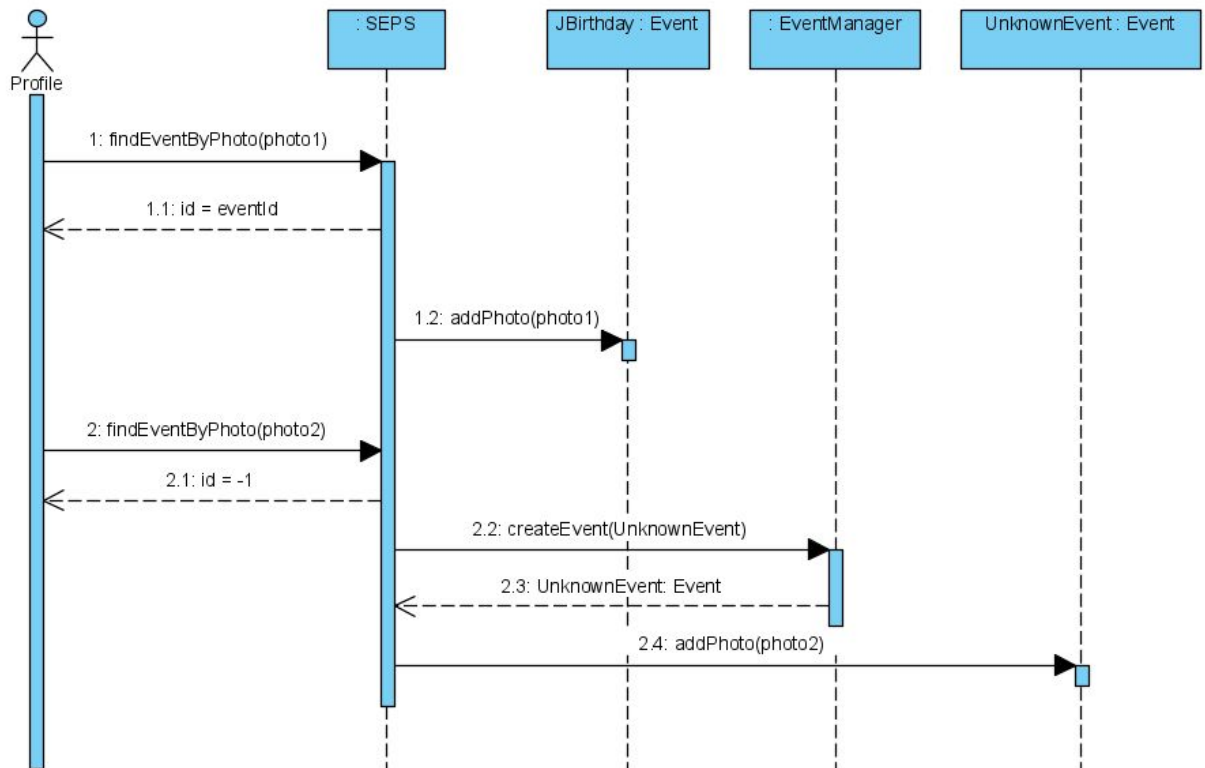 : SEPS
JBirthday : Event
: EventManager
UnknownEvent : Event
Profile
1: findEventByPhoto(photo1)
1.1: id = eventId
1.2: addPhoto(photo1)
2: findEventByPhoto(photo2)
2.1: id = -1
2.2: createEvent(UnknownEvent)
2.3: UnknownEvent: Event
2.4: addPhoto(photo2)